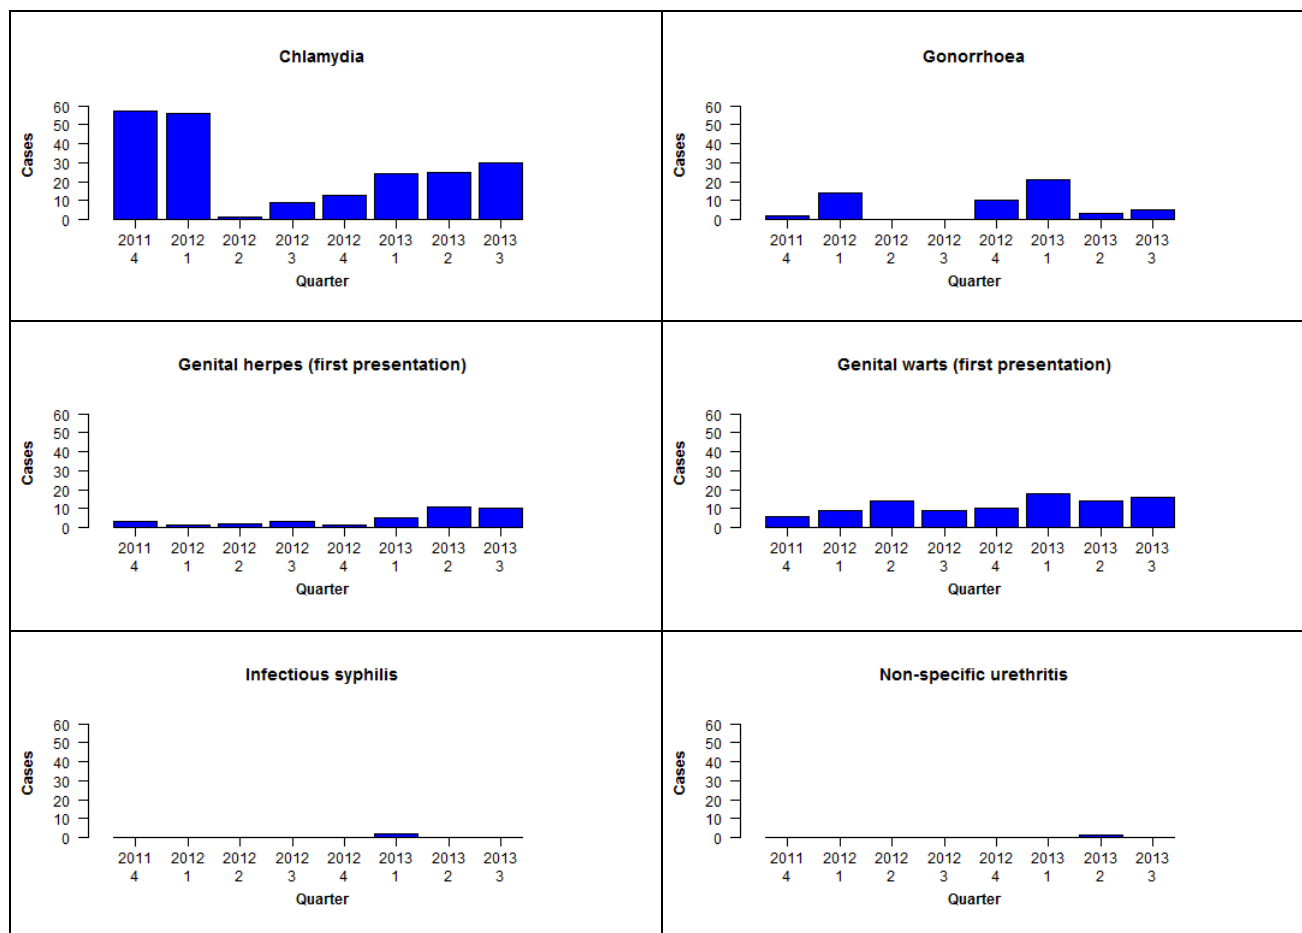 Chlamydia
Cases
60
50
40
30
20
10
0
2011 2012 2012 2012 2012 2013 2013 2013
4 1 2 3 4 1 2 3
Quarter
Gonorrhoea
Cases
60
50
40
30
20
10
0
2011 2012 2012 2012 2012 2013 2013 2013
4 1 2 3 4 1 2 3
Quarter
Genital herpes (first presentation)
Cases
60
50
40
30
20
10
0
2011 2012 2012 2012 2012 2013 2013 2013
4 1 2 3 4 1 2 3
Quarter
Genital warts (first presentation)
Cases
60
50
40
30
20
10
0
2011 2012 2012 2012 2012 2013 2013 2013
4 1 2 3 4 1 2 3
Quarter
Infectious syphilis
Cases
60
50
40
30
20
10
0
2011 2012 2012 2012 2012 2013 2013 2013
4 1 2 3 4 1 2 3
Quarter
Non-specific urethritis
Cases
60
50
40
30
20
10
0
2011 2012 2012 2012 2012 2013 2013 2013
4 1 2 3 4 1 2 3
Quarter